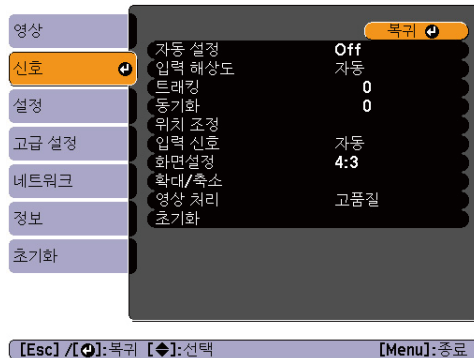 영상
신호
설정
고급 설정
네트워크
정보
초기화
복귀
자동 설정 Off
입력 해상도 자동
트래킹 0
동기화 0
위치 조정
입력 신호 자동
화면설정 4:3
확대/축소
영상 처리 고품질
초기화
[Esc] /[]:복귀 [◆]:선택 [Menu]:종료